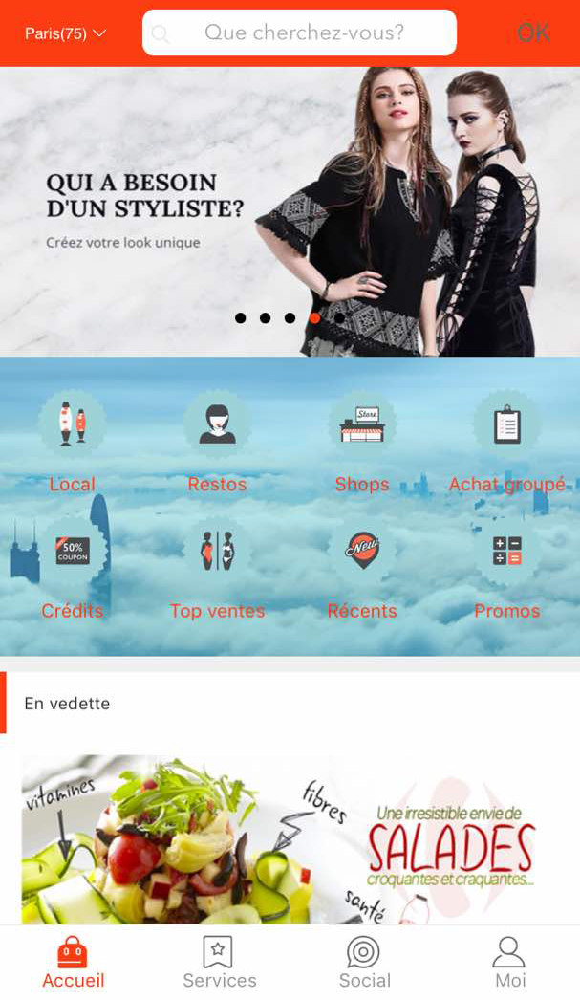 Paris(75)
Que cherchez-vous?
OK
QUI A BESOIN
D'UN STYLISTE?
Créez votre look unique
Store
Local
Restos
Shops
Achat groupé
50%
COUPON
New
Crédits
Top ventes
Récents
Promos
En vedette
vitamines
fibres
Une irresistible envie de
SALADES
croquantes et craquantes...
santé
Accueil
Services
Social
Moi